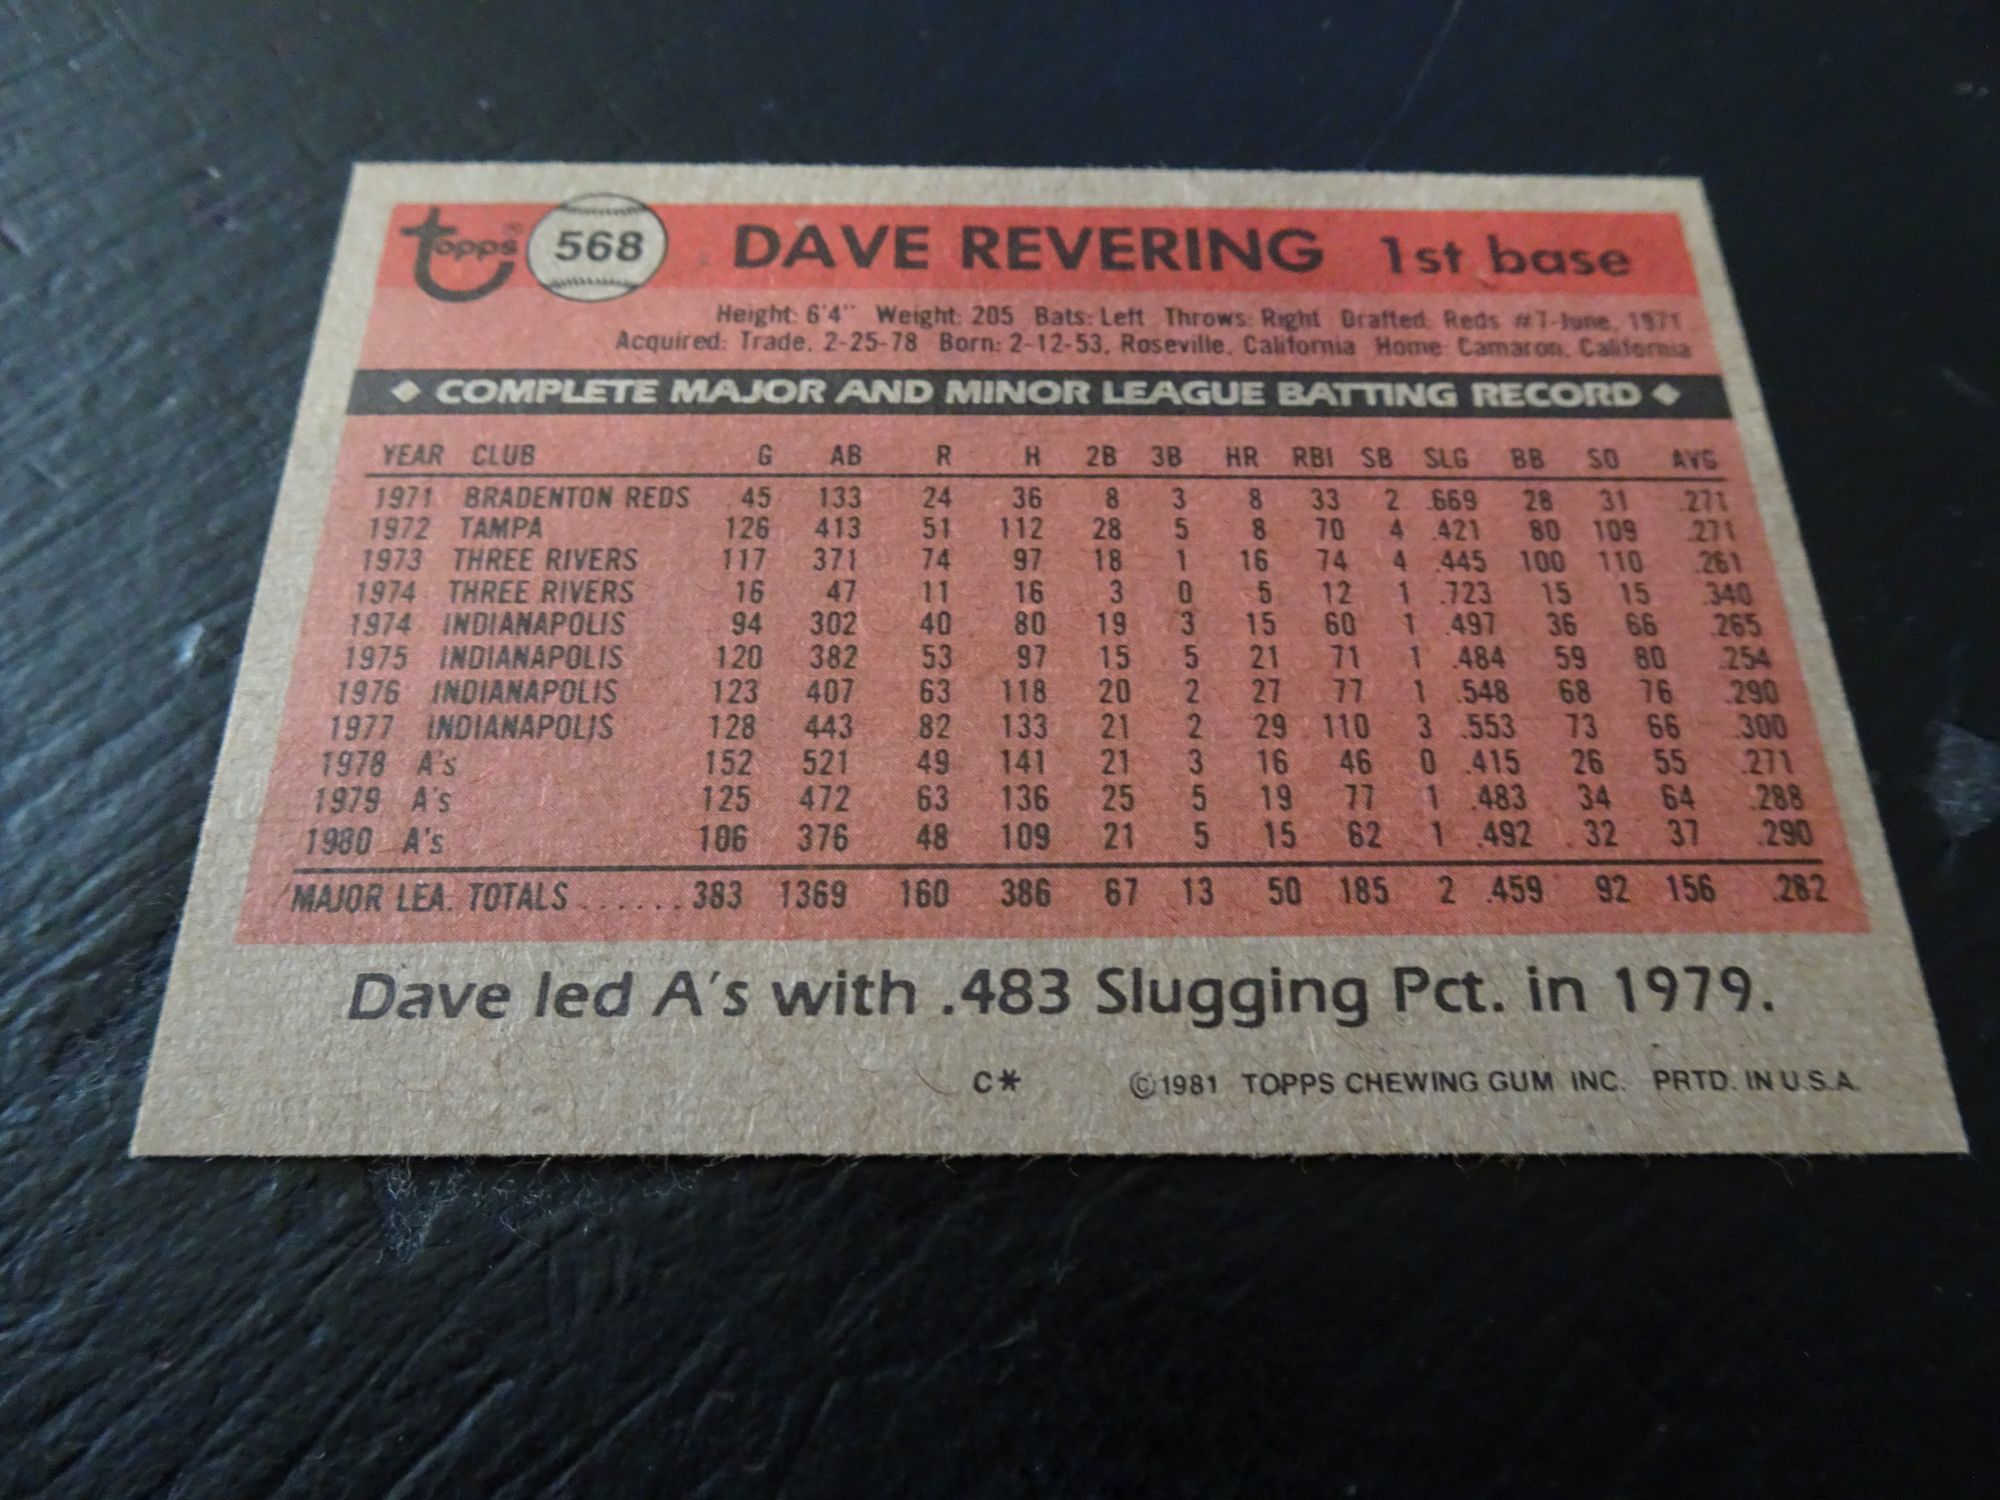 topps® 568 DAVE REVERING 1st base
Height: 6'4" Weight: 205 Bats: Left Throws: Right Drafted: Reds #7-June, 1971
Acquired: Trade, 2-25-78 Born: 2-12-53, Roseville, California Home: Camaron, California
◆ COMPLETE MAJOR AND MINOR LEAGUE BATTING RECORD ◆
YEAR CLUB G AB R H 2B 3B HR RBI SB SLG BB SO AVG
1971 BRADENTON REDS 45 133 24 36 8 3 8 33 2 .669 28 31 .271
1972 TAMPA 126 413 51 112 28 5 8 70 4 .421 80 109 .271
1973 THREE RIVERS 117 371 74 97 18 1 16 74 4 .445 100 110 .261
1974 THREE RIVERS 16 47 11 16 3 0 5 12 1 .723 15 15 .340
1974 INDIANAPOLIS 94 302 40 80 19 3 15 60 1 .497 36 66 .265
1975 INDIANAPOLIS 120 382 53 97 15 5 21 71 1 .484 59 80 .254
1976 INDIANAPOLIS 123 407 63 118 20 2 27 77 1 .548 68 76 .290
1977 INDIANAPOLIS 128 443 82 133 21 2 29 110 3 .553 73 66 .300
1978 A's 152 521 49 141 21 3 16 46 0 .415 26 55 .271
1979 A's 125 472 63 136 25 5 19 77 1 .483 34 64 .288
1980 A's 106 376 48 109 21 5 15 62 1 .492 32 37 .290
MAJOR LEA. TOTALS ...... 383 1369 160 386 67 13 50 185 2 .459 92 156 .282
Dave led A's with .483 Slugging Pct. in 1979.
C* ©1981 TOPPS CHEWING GUM INC. PRTD. IN U.S.A.